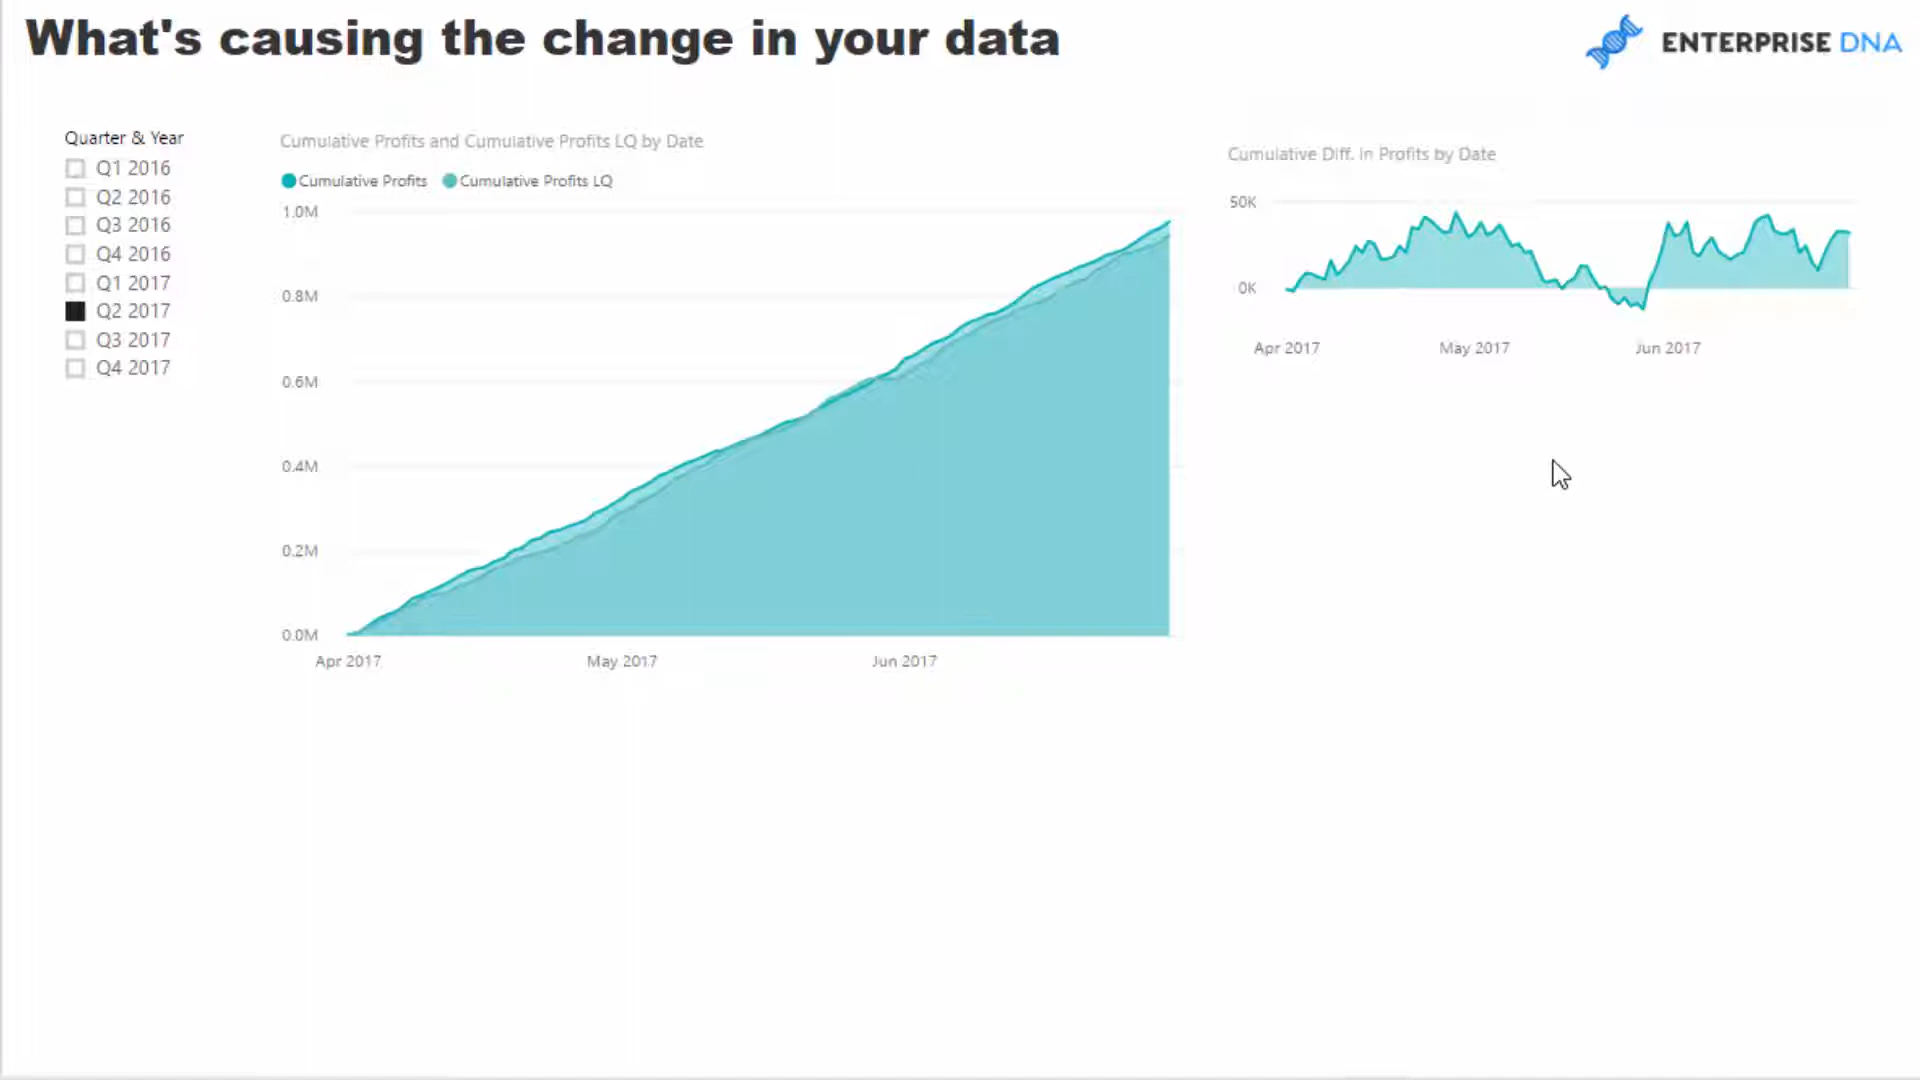 What's causing the change in your data
ENTERPRISE DNA
Quarter & Year
Q1 2016
Q2 2016
Q3 2016
Q4 2016
Q1 2017
Q2 2017
Q3 2017
Q4 2017
Cumulative Profits and Cumulative Profits LQ by Date
Cumulative Profits Cumulative Profits LQ
1.0M
0.8M
0.6M
0.4M
0.2M
0.0M
Apr 2017 May 2017 Jun 2017
Cumulative Diff. in Profits by Date
50K
0K
Apr 2017 May 2017 Jun 2017